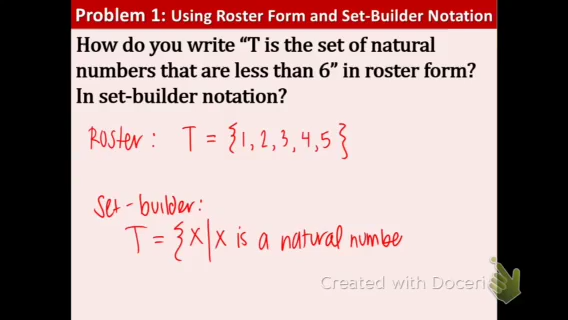 Problem 1: Using Roster Form and Set-Builder Notation
How do you write “T is the set of natural
numbers that are less than 6” in roster form?
In set-builder notation?
Roster: T = {1, 2, 3, 4, 5}
Set-builder:
T = {x|x is a natural numbe
Created with Doceri